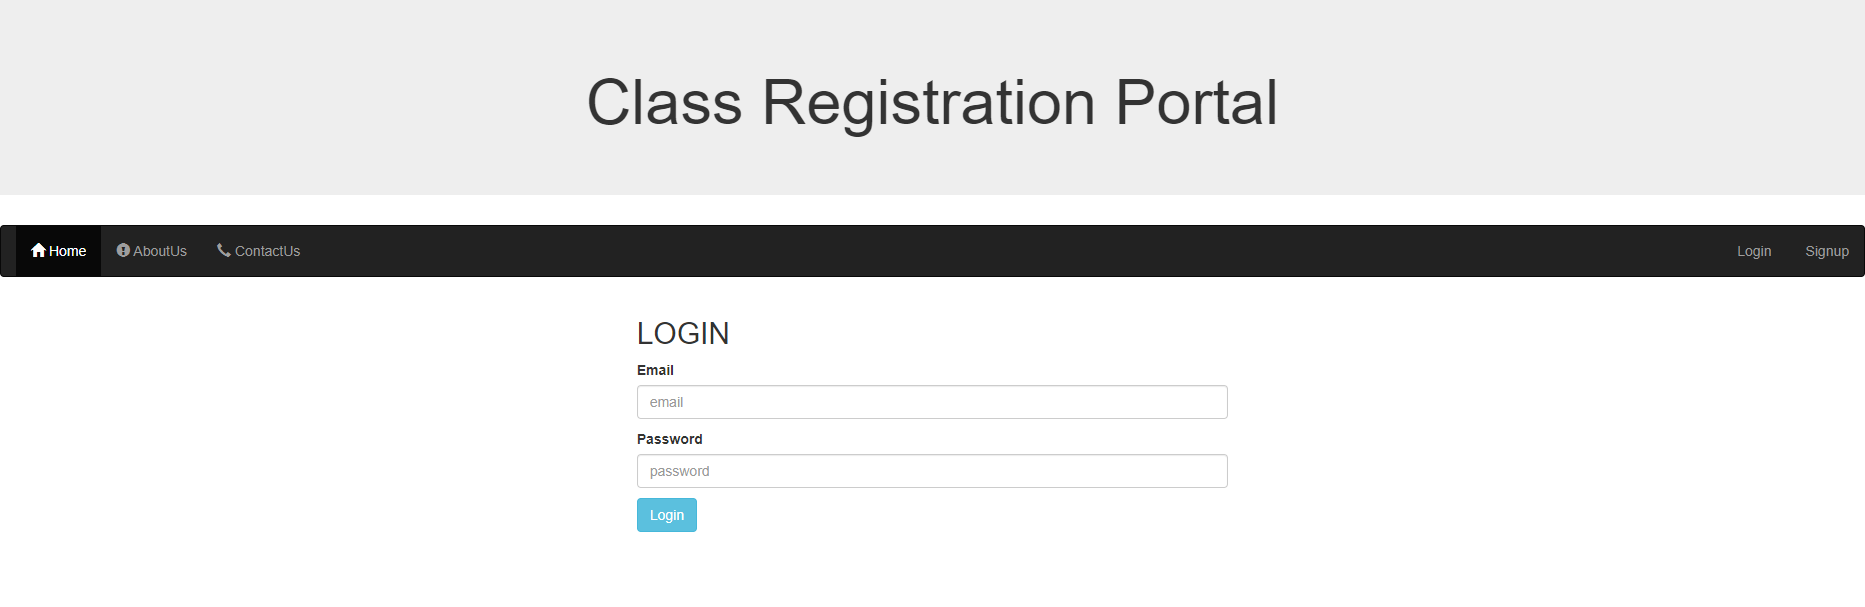 Class Registration Portal
Home AboutUs ContactUs Login Signup
LOGIN
Email
email
Password
password
Login